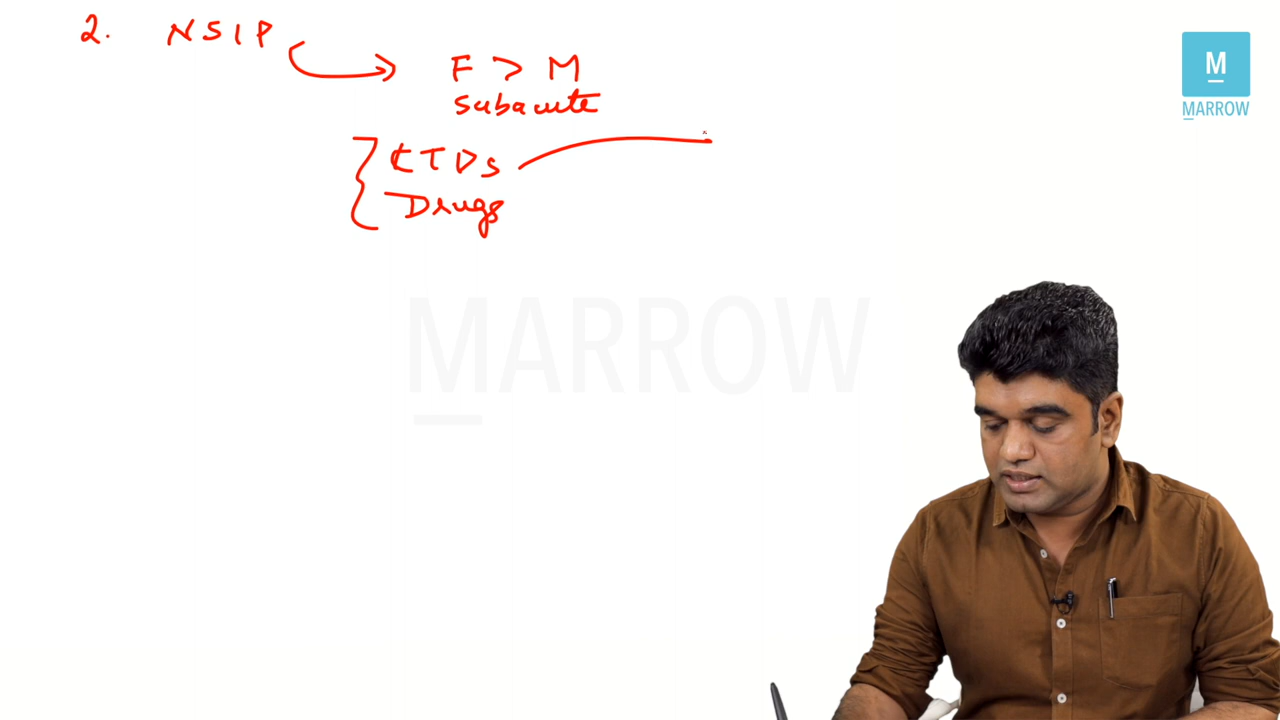 2. NSIP
F > M
Subacute
CTDs
Drugs
M
MARROW
MARROW